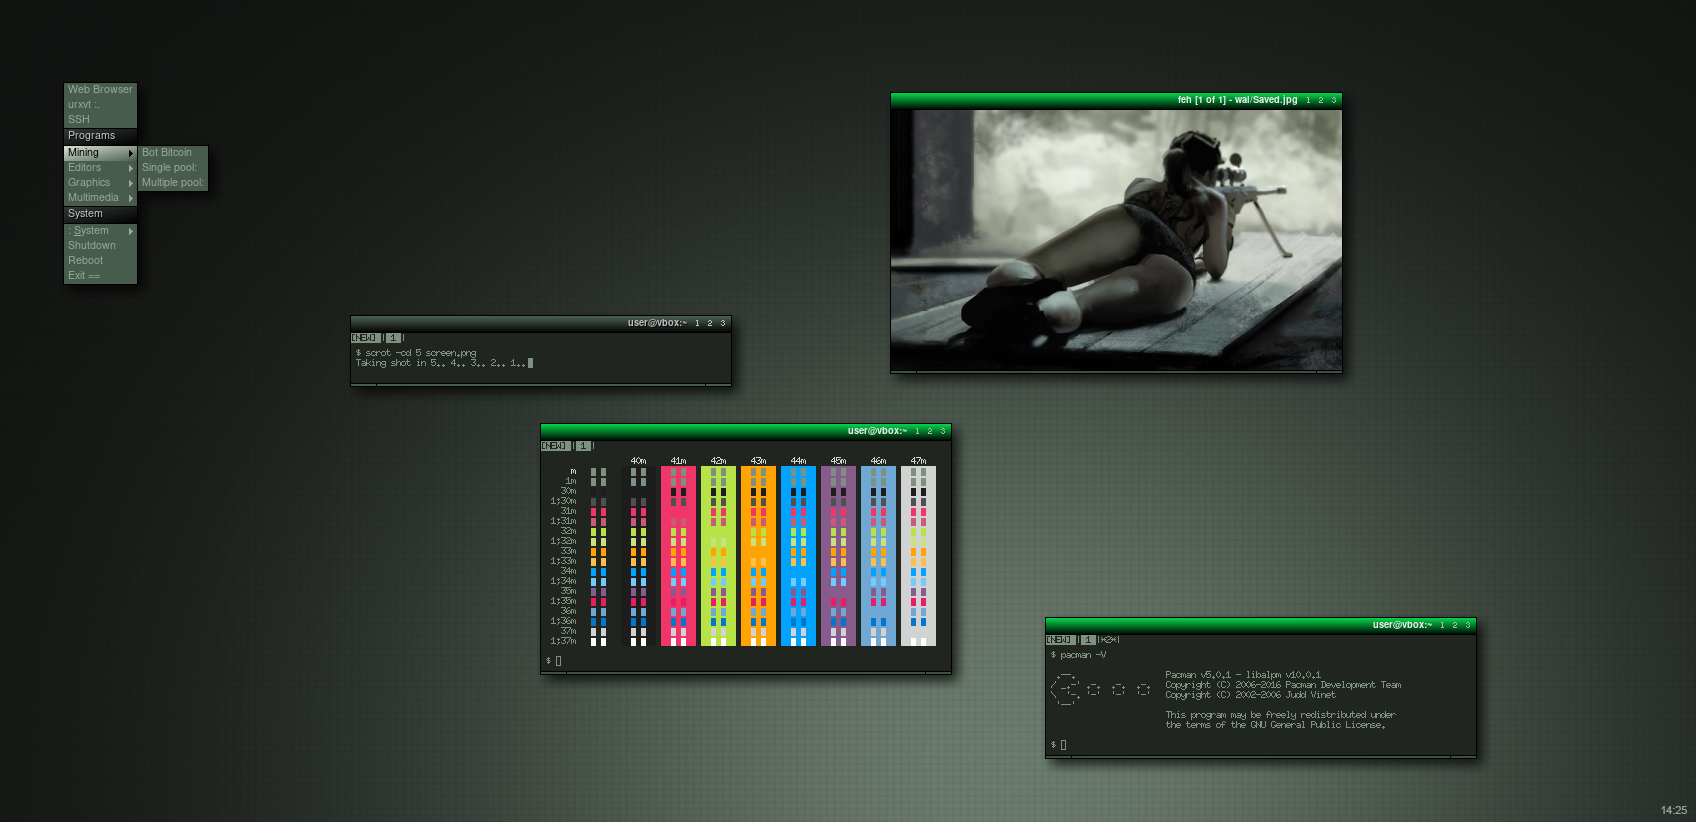 Web Browser
urxvt :.
SSH
Programs
Mining
Editors
Graphics
Multimedia
System
: System
Shutdown
Reboot
Exit ==
Bot Bitcoin
Single pool:
Multiple pool:
feh [1 of 1] - wal/Saved.jpg 1 2 3
user@vbox:~ 1 2 3
[NEW] | 1 |
$ scrot -cd 5 screen.png
Taking shot in 5.. 4.. 3.. 2.. 1..
user@vbox:~ 1 2 3
[NEW] | 1 |
40m 41m 42m 43m 44m 45m 46m 47m
m
1m
30m
1;30m
31m
1;31m
32m
1;32m
33m
1;33m
34m
1;34m
35m
1;35m
36m
1;36m
37m
1;37m
$
user@vbox:~ 1 2 3
[NEW] | 1 |*2*|
$ pacman -V
Pacman v5.0.1 - libalpm v10.0.1
Copyright (C) 2006-2016 Pacman Development Team
Copyright (C) 2002-2006 Judd Vinet
This program may be freely redistributed under
the terms of the GNU General Public License.
$
14:25